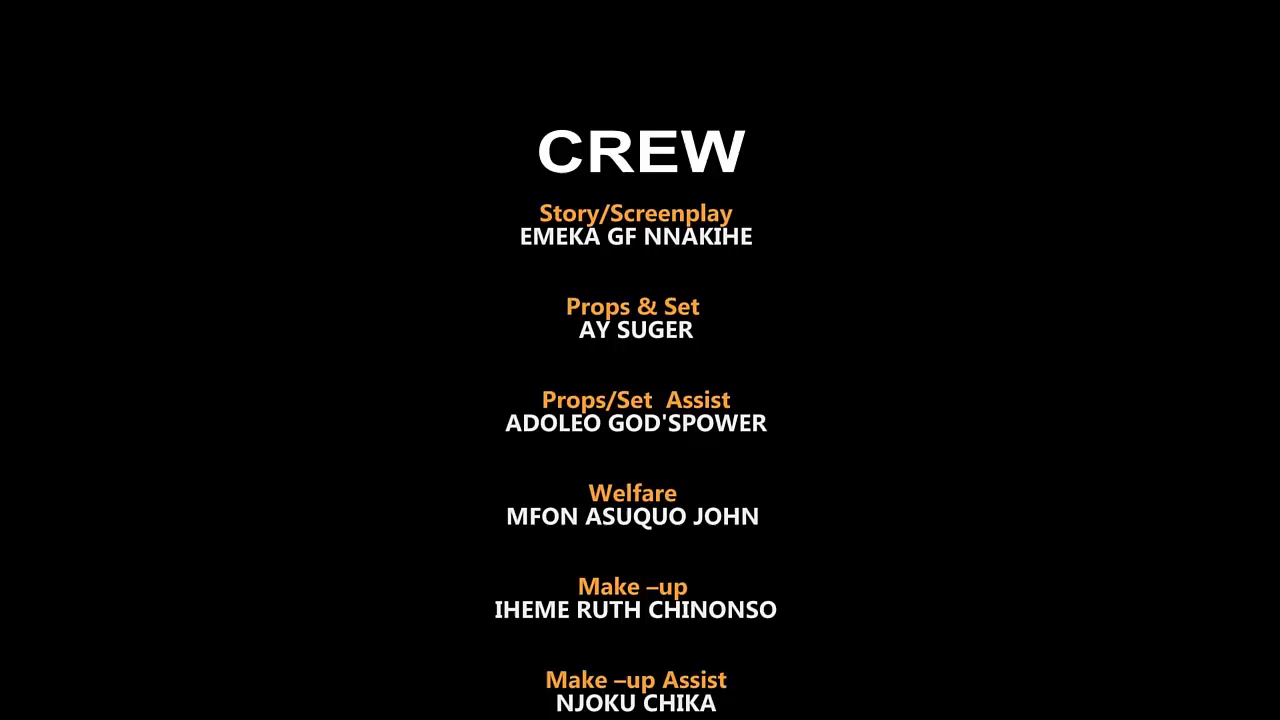 CREW
Story/Screenplay
EMEKA GF NNAKIHE
Props & Set
AY SUGER
Props/Set  Assist
ADOLEO GOD'SPOWER
Welfare
MFON ASUQUO JOHN
Make –up
IHEME RUTH CHINONSO
Make –up Assist
NJOKU CHIKA